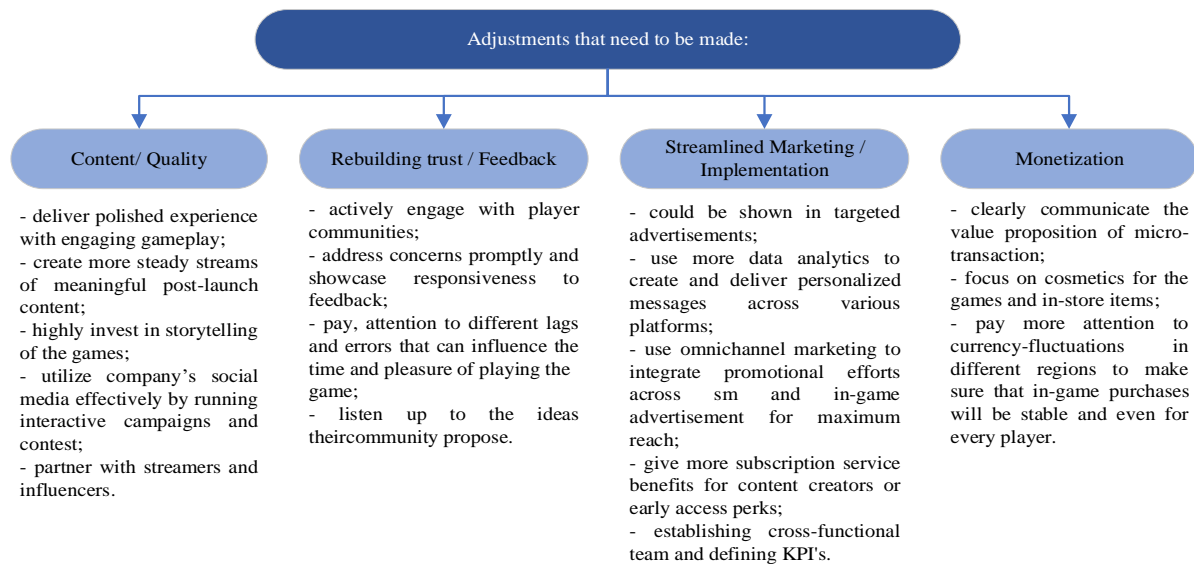 Adjustments that need to be made:
Content/ Quality
- deliver polished experience
with engaging gameplay;
- create more steady streams
of meaningful post-launch
content;
- highly invest in storytelling
of the games;
- utilize company’s social
media effectively by running
interactive campaigns and
contest;
- partner with streamers and
influencers.
Rebuilding trust / Feedback
- actively engage with player
communities;
- address concerns promptly and
showcase responsiveness to
feedback;
- pay, attention to different lags
and errors that can influence the
time and pleasure of playing the
game;
- listen up to the ideas
theircommunity propose.
Streamlined Marketing /
Implementation
- could be shown in targeted
advertisements;
- use more data analytics to
create and deliver personalized
messages across various
platforms;
- use omnichannel marketing to
integrate promotional efforts
across sm and in-game
advertisement for maximum
reach;
- give more subscription service
benefits for content creators or
early access perks;
- establishing cross-functional
team and defining KPI's.
Monetization
- clearly communicate the
value proposition of micro-
transaction;
- focus on cosmetics for the
games and in-store items;
- pay more attention to
currency-fluctuations in
different regions to make
sure that in-game purchases
will be stable and even for
every player.